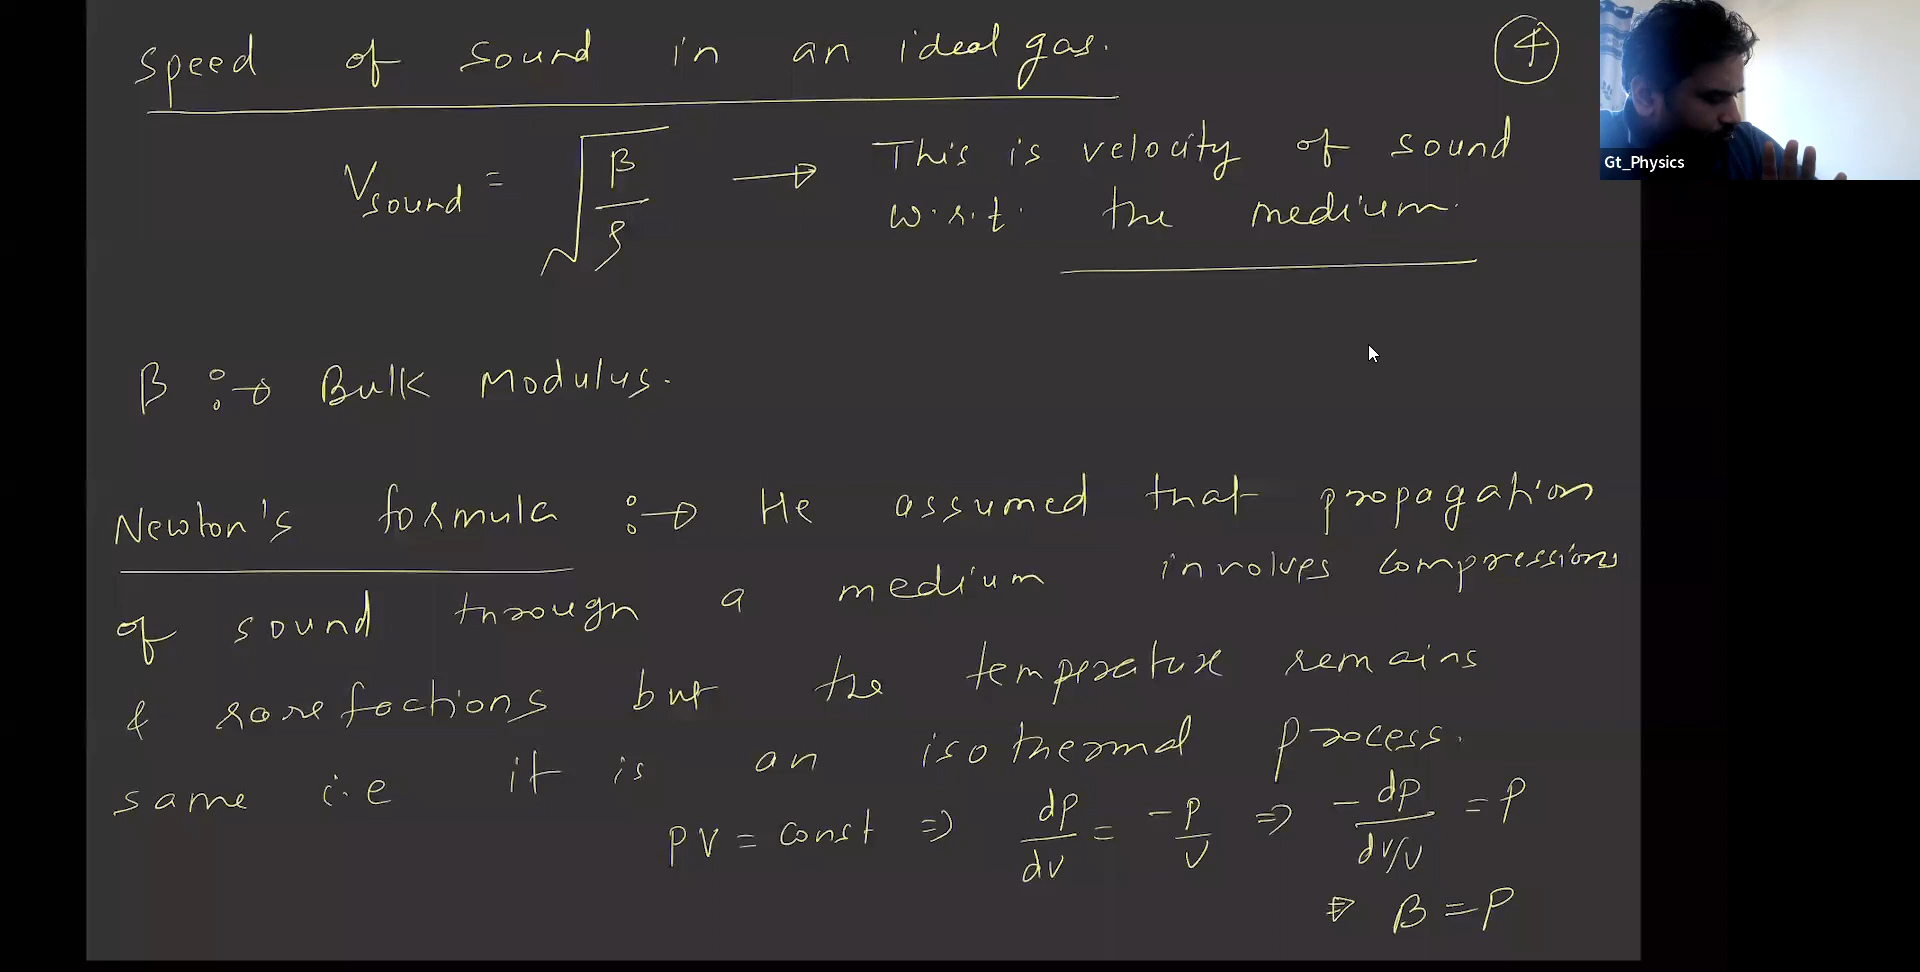 Speed of sound in an ideal gas.
4
Gt_Physics
V_sound = √(β/ρ) → This is velocity of sound
w.r.t. the medium.
β :→ Bulk Modulus.
Newton's formula :→ He assumed that propagation
of sound through a medium involves compressions
& rarefactions but the temperature remains
same i.e it is an isothermal process.
PV = const ⇒ dP/dV = -P/V ⇒ -dP/(dV/V) = P
⇒ B = P